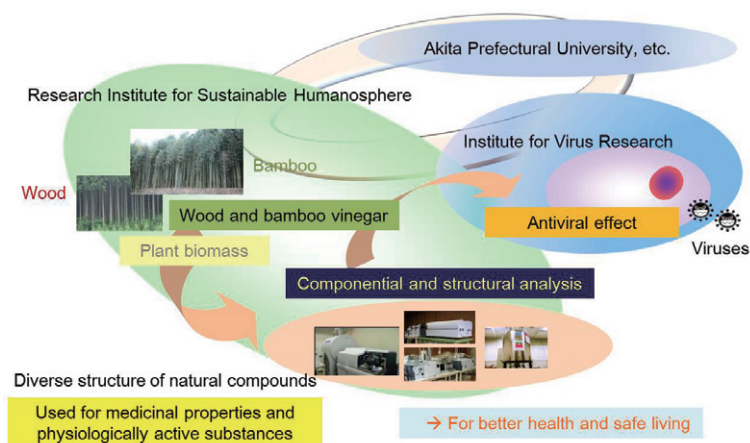 Akita Prefectural University, etc.
Research Institute for Sustainable Humanosphere
Institute for Virus Research
Bamboo
Wood
Wood and bamboo vinegar
Antiviral effect
Plant biomass
Viruses
Componential and structural analysis
Diverse structure of natural compounds
Used for medicinal properties and
physiologically active substances
→ For better health and safe living